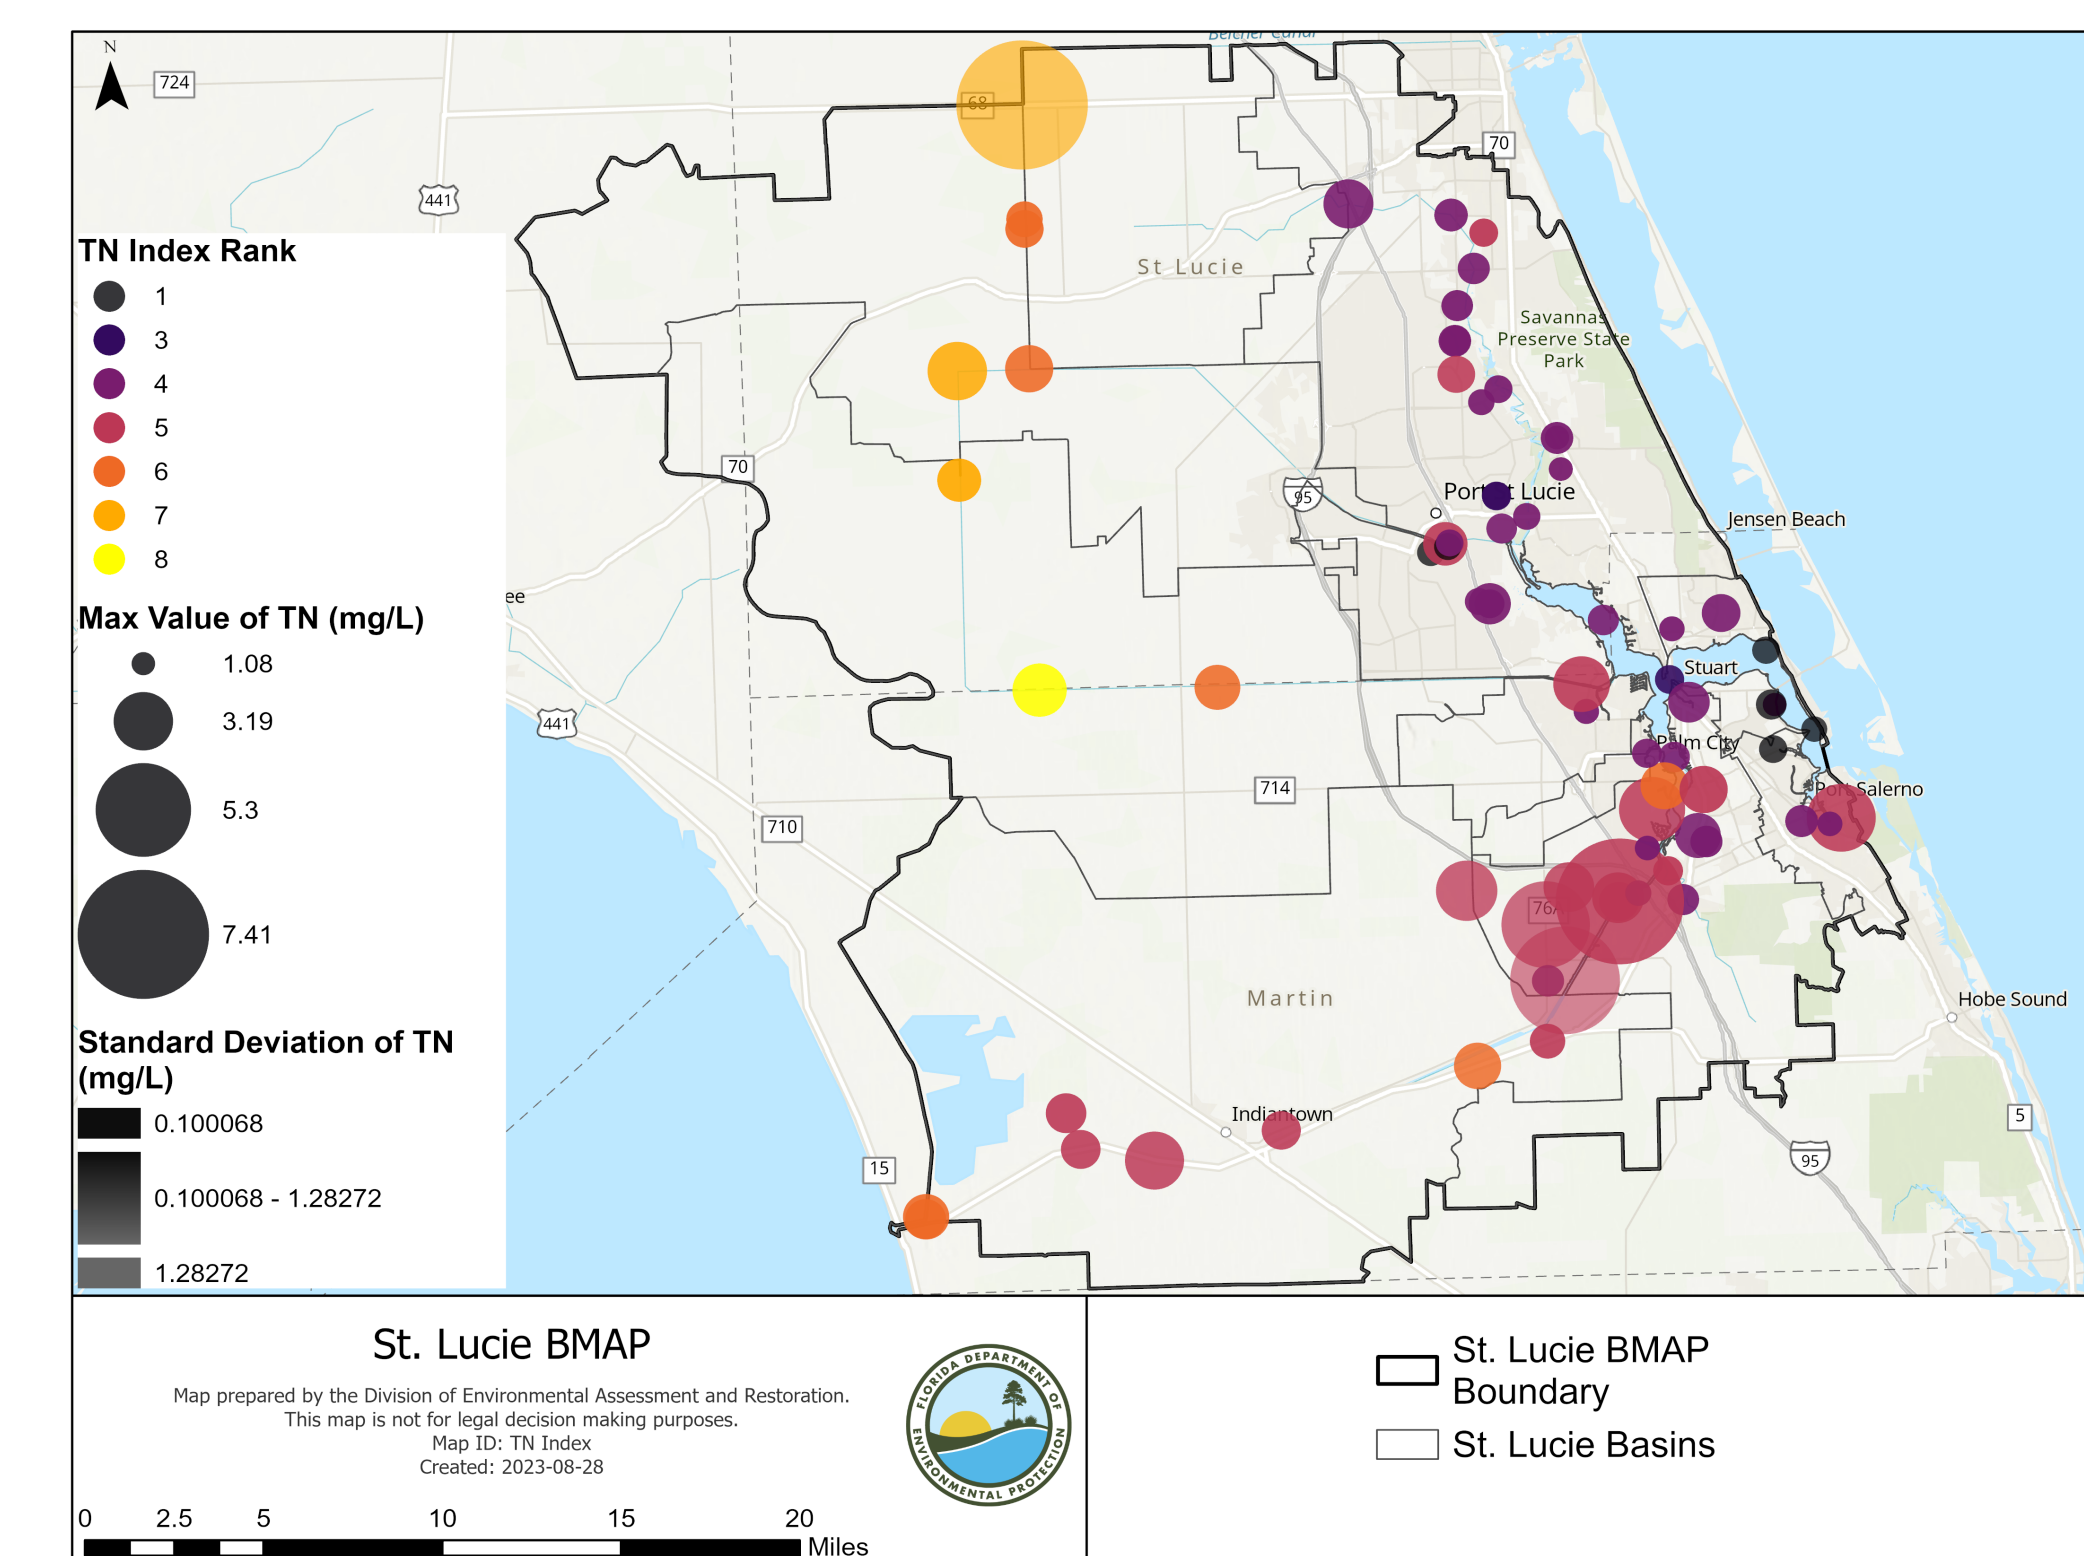 Belcher Canal
N
724
68
70
441
St Lucie
TN Index Rank
1
3
4
5
6
7
8
Savannas
Preserve State
Park
70
95
Jensen Beach
ee
Max Value of TN (mg/L)
1.08
3.19
5.3
7.41
441
Stuart
Palm City
714
Port Salerno
710
76A
Martin
Hobe Sound
Standard Deviation of TN
(mg/L)
0.100068
0.100068 - 1.28272
1.28272
Indiantown
5
15
95
St. Lucie BMAP
Map prepared by the Division of Environmental Assessment and Restoration.
This map is not for legal decision making purposes.
Map ID: TN Index
Created: 2023-08-28
FLORIDA DEPARTMENT OF
ENVIRONMENTAL PROTECTION
0 2.5 5 10 15 20
Miles
St. Lucie BMAP
Boundary
St. Lucie Basins